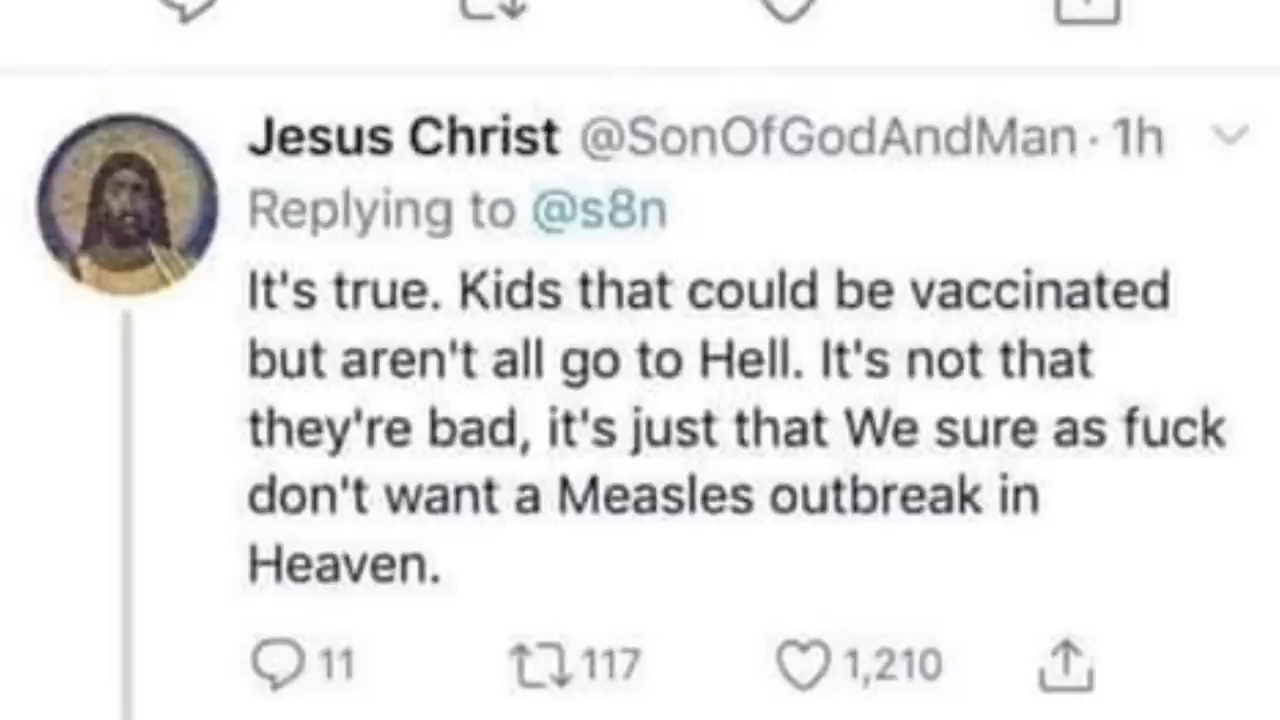 Jesus Christ @SonOfGodAndMan · 1h
Replying to @s8n
It's true. Kids that could be vaccinated
but aren't all go to Hell. It's not that
they're bad, it's just that We sure as fuck
don't want a Measles outbreak in
Heaven.
11 117 1,210